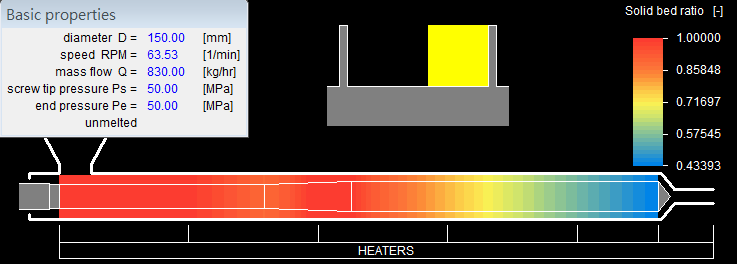 Basic properties
diameter D = 150.00 [mm]
speed RPM = 63.53 [1/min]
mass flow Q = 830.00 [kg/hr]
screw tip pressure Ps = 50.00 [MPa]
end pressure Pe = 50.00 [MPa]
unmelted
Solid bed ratio [-]
1.00000
0.85848
0.71697
0.57545
0.43393
HEATERS